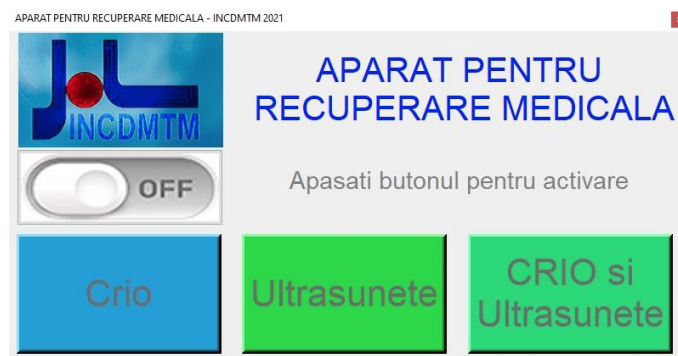 APARAT PENTRU RECUPERARE MEDICALA - INCDMTM 2021
INCDMTM
APARAT PENTRU
RECUPERARE MEDICALA
OFF
Apasati butonul pentru activare
Crio
Ultrasunete
CRIO si
Ultrasunete